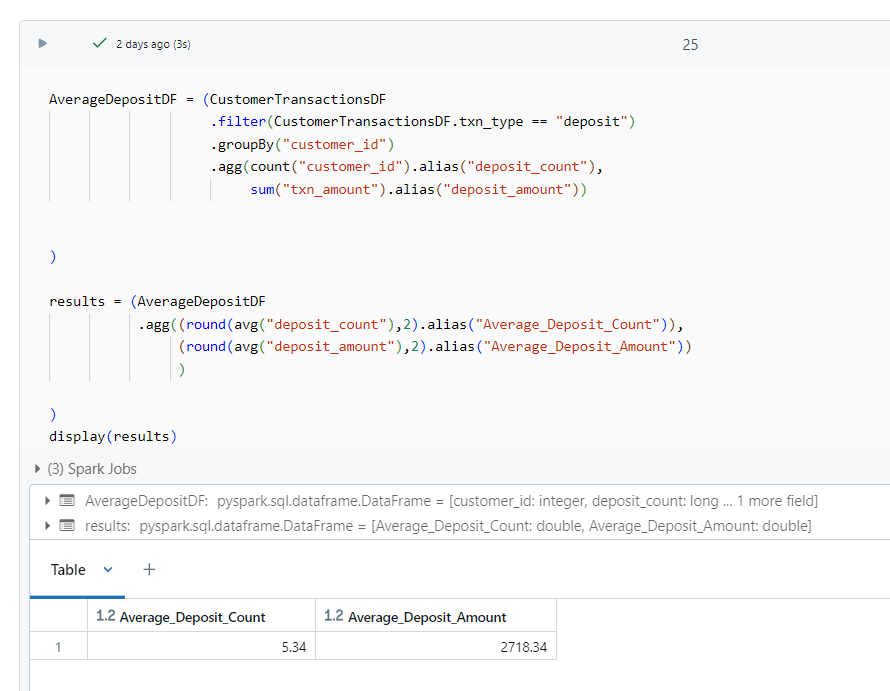 2 days ago (3s)
25
AverageDepositDF = (CustomerTransactionsDF
.filter(CustomerTransactionsDF.txn_type == "deposit")
.groupBy("customer_id")
.agg(count("customer_id").alias("deposit_count"),
sum("txn_amount").alias("deposit_amount"))
)
results = (AverageDepositDF
.agg((round(avg("deposit_count"),2).alias("Average_Deposit_Count")),
(round(avg("deposit_amount"),2).alias("Average_Deposit_Amount"))
)
)
display(results)
(3) Spark Jobs
AverageDepositDF: pyspark.sql.dataframe.DataFrame = [customer_id: integer, deposit_count: long ... 1 more field]
results: pyspark.sql.dataframe.DataFrame = [Average_Deposit_Count: double, Average_Deposit_Amount: double]
Table +
1.2 Average_Deposit_Count 1.2 Average_Deposit_Amount
1 5.34 2718.34